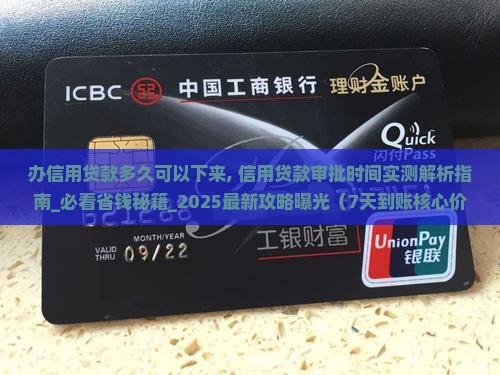 ICBC 中国工商银行 理财金账户
Quick
闪付Pass
办信用贷款多久可以下来, 信用贷款审批时间实测解析指
南_必看省钱秘籍_2025最新攻略曝光（7天到账核心价
工银财富
VALID
THRU 09/22
UnionPay
银联